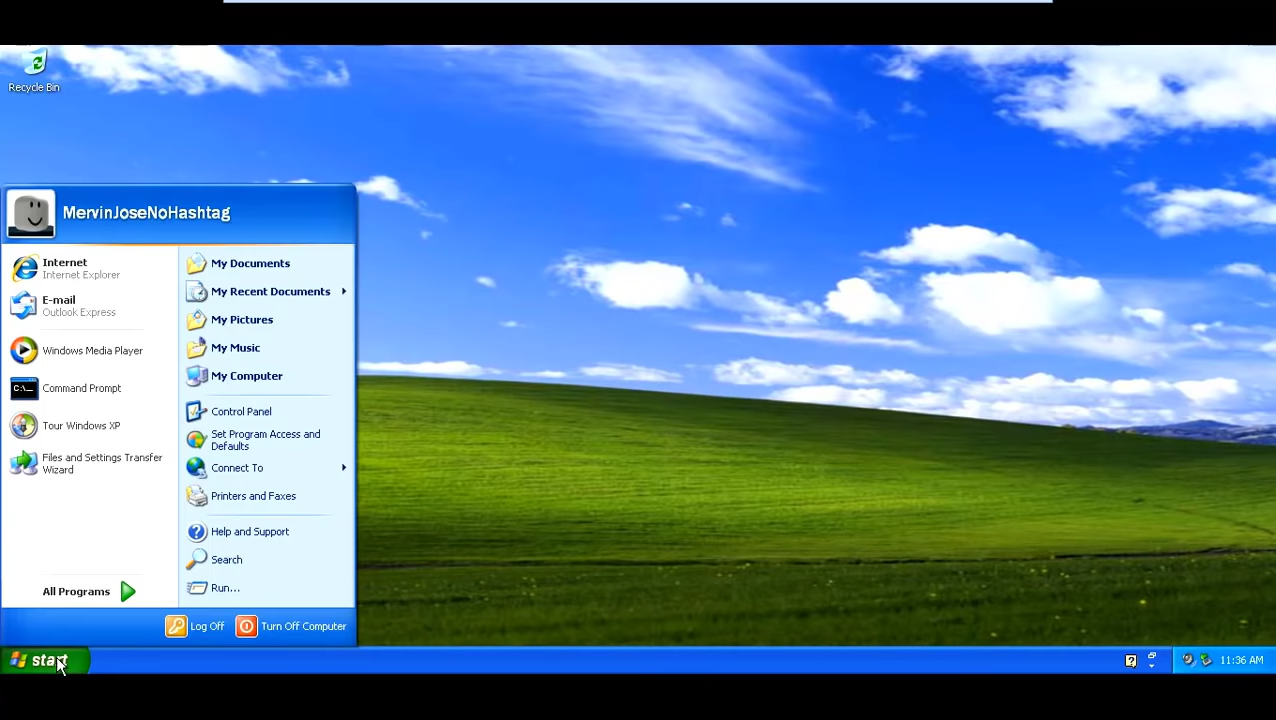 Recycle Bin
MervinJoseNoHashtag
Internet
Internet Explorer
E-mail
Outlook Express
Windows Media Player
C:\_
Command Prompt
Tour Windows XP
Files and Settings Transfer
Wizard
All Programs
My Documents
My Recent Documents
My Pictures
My Music
My Computer
Control Panel
Set Program Access and
Defaults
Connect To
Printers and Faxes
Help and Support
Search
Run...
Log Off
Turn Off Computer
start
?
11:36 AM